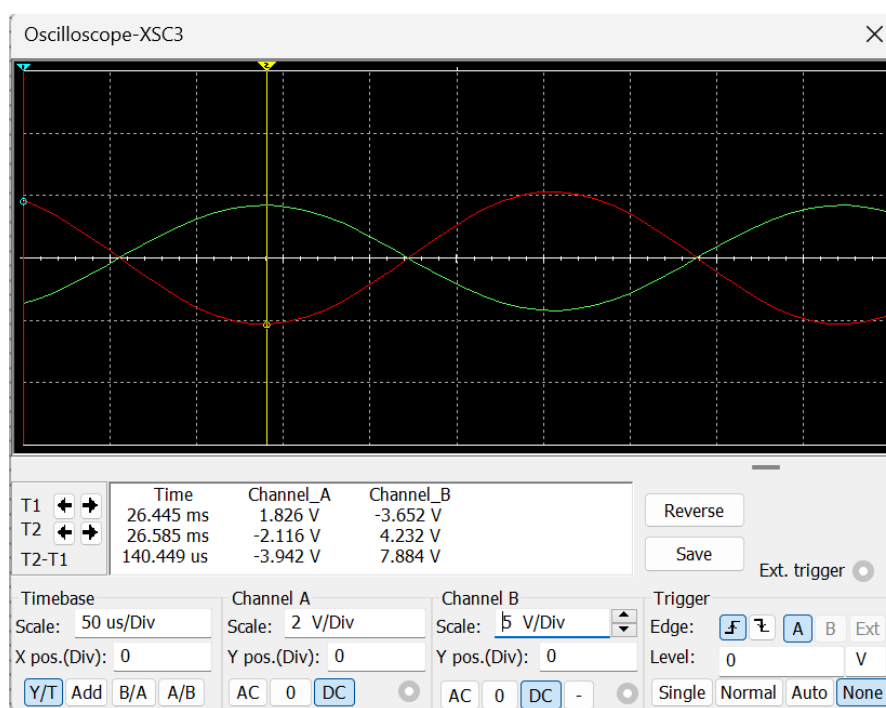 Oscilloscope-XSC3
1
2
Time Channel_A Channel_B
T1 26.445 ms 1.826 V -3.652 V
T2 26.585 ms -2.116 V 4.232 V
T2-T1 140.449 us -3.942 V 7.884 V
Reverse
Save
Ext. trigger
Timebase
Scale: 50 us/Div
X pos.(Div): 0
Y/T Add B/A A/B
Channel A
Scale: 2 V/Div
Y pos.(Div): 0
AC 0 DC
Channel B
Scale: 5 V/Div
Y pos.(Div): 0
AC 0 DC -
Trigger
Edge: A B Ext
Level: 0 V
Single Normal Auto None